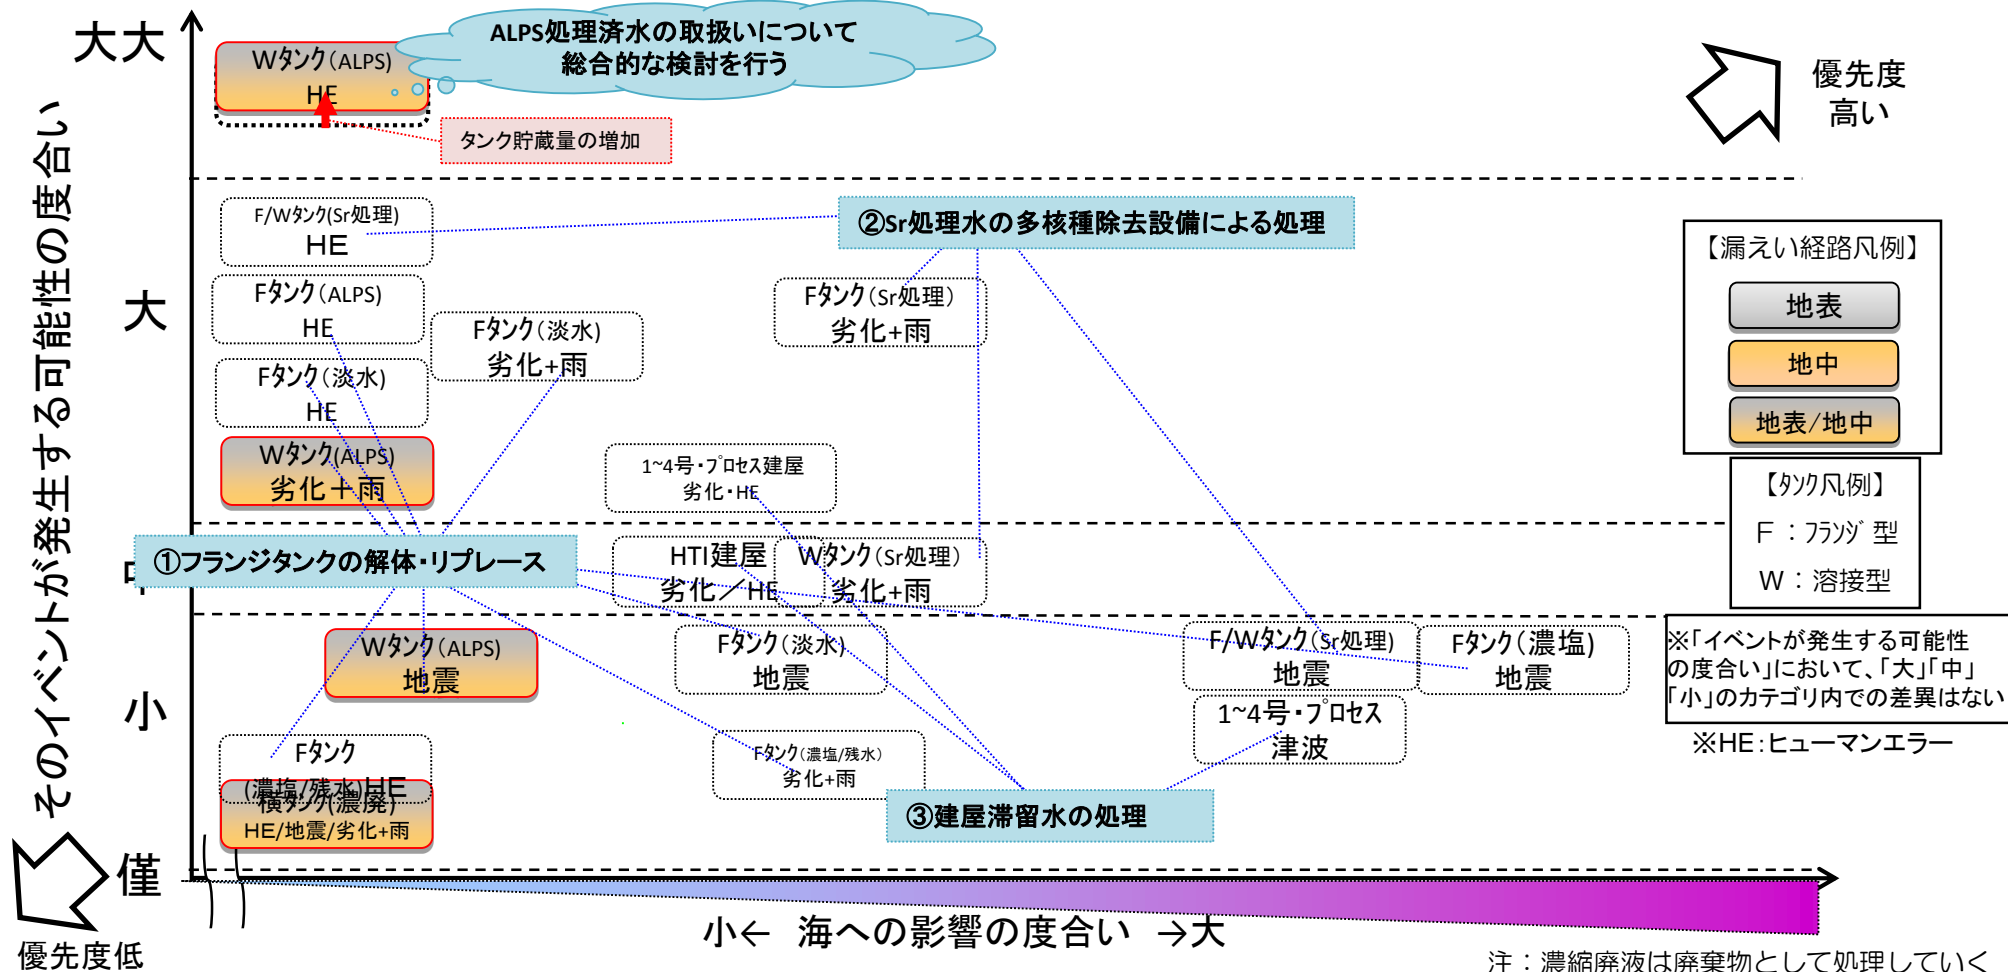 大大
Wﾀﾝｸ(ALPS)
HE
ALPS処理済水の取扱いについて
総合的な検討を行う
タンク貯蔵量の増加
優先度
高い
そのイベントが発生する可能性の度合い
F/Wﾀﾝｸ(Sr処理)
HE
②Sr処理水の多核種除去設備による処理
大
Fﾀﾝｸ(ALPS)
HE
Fﾀﾝｸ(淡水)
劣化+雨
Fﾀﾝｸ(Sr処理)
劣化+雨
Fﾀﾝｸ(淡水)
HE
Wﾀﾝｸ(ALPS)
劣化＋雨
1~4号・ﾌﾟﾛｾｽ建屋
劣化・HE
【漏えい経路凡例】
地表
地中
地表/地中
【ﾀﾝｸ凡例】
F：ﾌﾗﾝｼﾞ型
W：溶接型
中
①フランジタンクの解体・リプレース
HTI建屋
劣化／HE
Wﾀﾝｸ(Sr処理)
劣化+雨
小
Wﾀﾝｸ(ALPS)
地震
Fﾀﾝｸ(淡水)
地震
F/Wﾀﾝｸ(Sr処理)
地震
Fﾀﾝｸ(濃塩)
地震
1~4号・ﾌﾟﾛｾｽ
津波
※「イベントが発生する可能性
の度合い」において、「大」「中」
「小」のカテゴリ内での差異はない
※HE：ヒューマンエラー
Fﾀﾝｸ
(濃塩/残水)HE
横ﾀﾝｸ(濃廃)
HE/地震/劣化+雨
Fﾀﾝｸ(濃塩/残水)
劣化+雨
③建屋滞留水の処理
僅
優先度低
小← 海への影響の度合い →大
注：濃縮廃液は廃棄物として処理していく